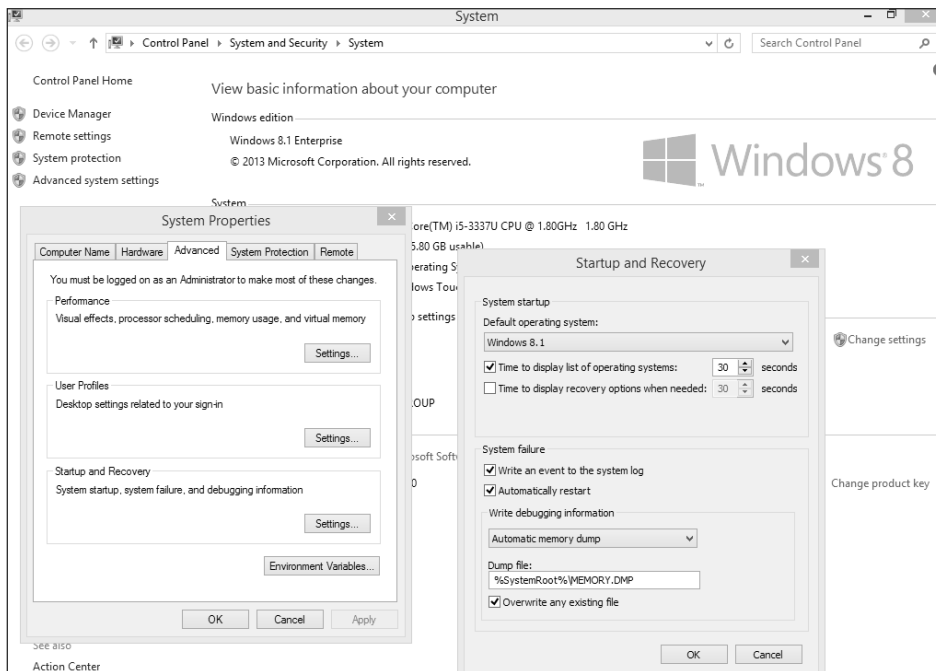 System
Control Panel System and Security System
Search Control Panel
Control Panel Home
Device Manager
Remote settings
System protection
Advanced system settings
View basic information about your computer
Windows edition
Windows 8.1 Enterprise
© 2013 Microsoft Corporation. All rights reserved.
Windows 8
System
ore(TM) i5-3337U CPU @ 1.80GHz 1.80 GHz
5.80 GB usable)
perating Sy
dows Tou
settings
OUP
osoft Softw
0
Change settings
Change product key
See also
Action Center
System Properties
Computer Name Hardware Advanced System Protection Remote
You must be logged on as an Administrator to make most of these changes.
Performance
Visual effects, processor scheduling, memory usage, and virtual memory
Settings...
User Profiles
Desktop settings related to your sign-in
Settings...
Startup and Recovery
System startup, system failure, and debugging information
Settings...
Environment Variables...
OK Cancel Apply
Startup and Recovery
System startup
Default operating system:
Windows 8.1
Time to display list of operating systems: 30 seconds
Time to display recovery options when needed: 30 seconds
System failure
Write an event to the system log
Automatically restart
Write debugging information
Automatic memory dump
Dump file:
%SystemRoot%\MEMORY.DMP
Overwrite any existing file
OK Cancel